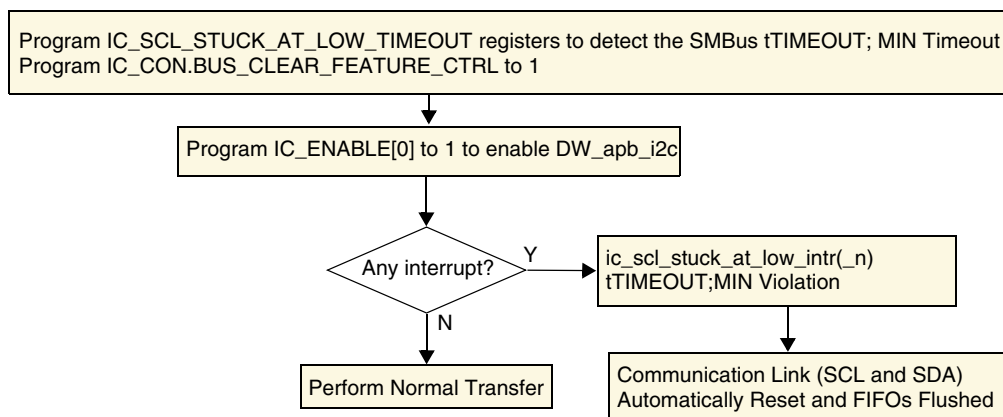 Program IC_SCL_STUCK_AT_LOW_TIMEOUT registers to detect the SMBus tTIMEOUT; MIN Timeout
Program IC_CON.BUS_CLEAR_FEATURE_CTRL to 1
Program IC_ENABLE[0] to 1 to enable DW_apb_i2c
Any interrupt?
Y
ic_scl_stuck_at_low_intr(_n)
tTIMEOUT;MIN Violation
N
Perform Normal Transfer
Communication Link (SCL and SDA)
Automatically Reset and FIFOs Flushed